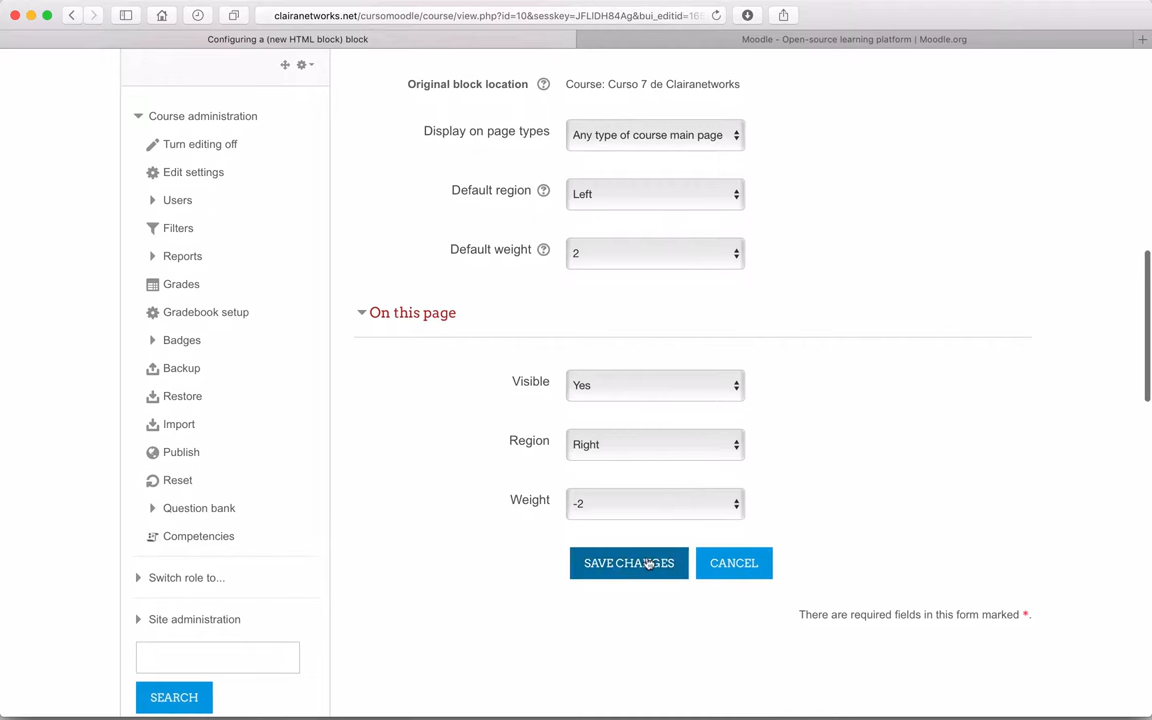 clairanetworks.net/cursomoodle/course/view.php?id=10&sesskey=JFLIDH84Ag&bui_editid=16
Configuring a (new HTML block) block
Moodle - Open-source learning platform | Moodle.org
Original block location
Course: Curso 7 de Clairanetworks
Course administration
Display on page types
Any type of course main page
Turn editing off
Edit settings
Default region
Left
Users
Filters
Default weight
2
Reports
Grades
Gradebook setup
On this page
Badges
Backup
Visible
Yes
Restore
Import
Region
Right
Publish
Reset
Weight
-2
Question bank
Competencies
SAVE CHANGES
CANCEL
Switch role to...
There are required fields in this form marked *.
Site administration
SEARCH